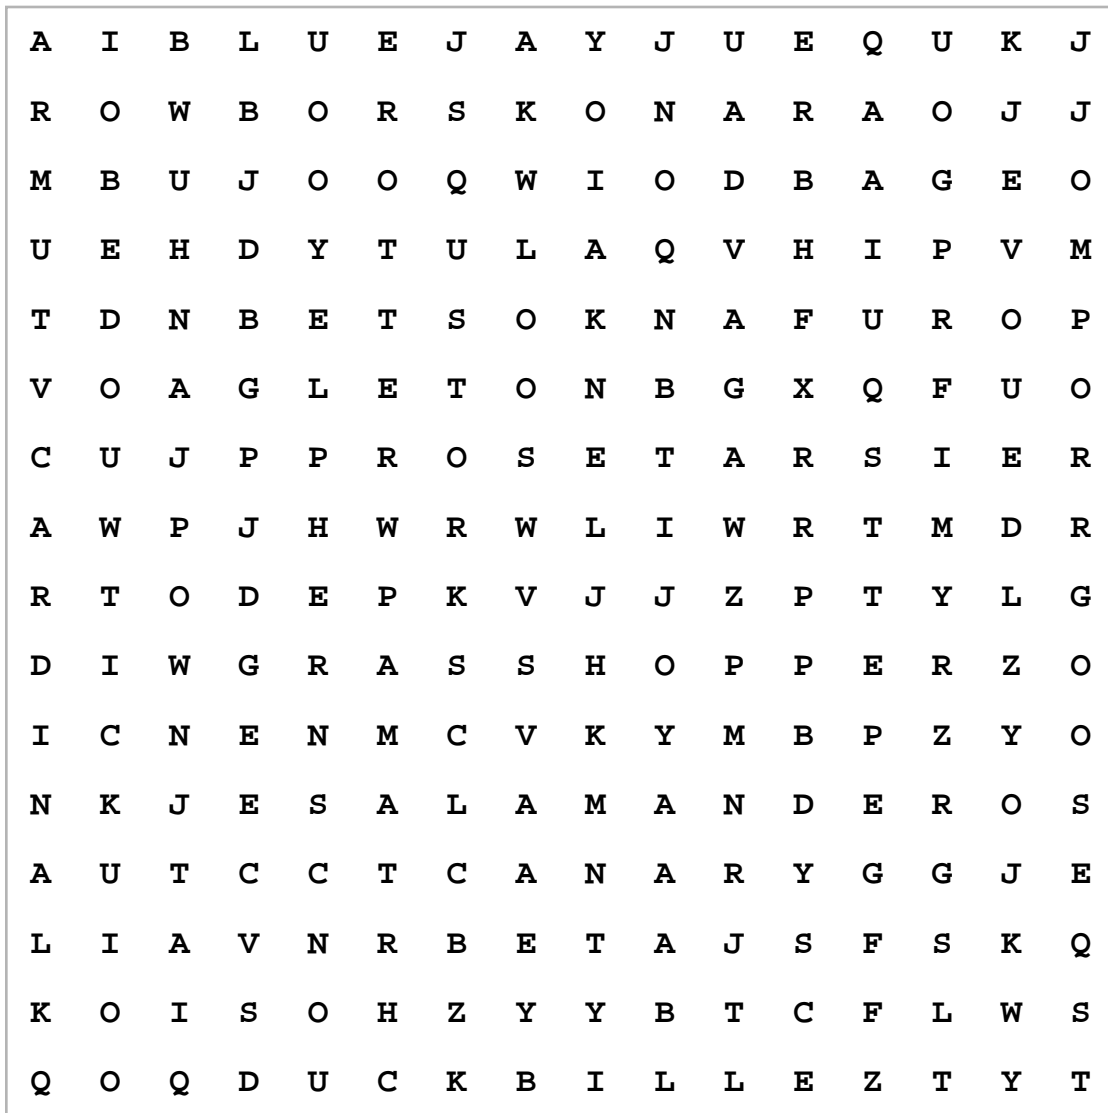 A I B L U E J A Y J U E Q U K J
R O W B O R S K O N A R A O J J
M B U J O O Q W I O D B A G E O
U E H D Y T U L A Q V H I P V M
T D N B E T S O K N A F U R O P
V O A G L E T O N B G X Q F U O
C U J P P R O S E T A R S I E R
A W P J H W R W L I W R T M D R
R T O D E P K V J J Z P T Y L G
D I W G R A S S H O P P E R Z O
I C N E N M C V K Y M B P Z Y O
N K J E S A L A M A N D E R O S
A U T C C T C A N A R Y G G J E
L I A V N R B E T A J S F S K Q
K O I S O H Z Y Y B T C F L W S
Q O Q D U C K B I L L E Z T Y T